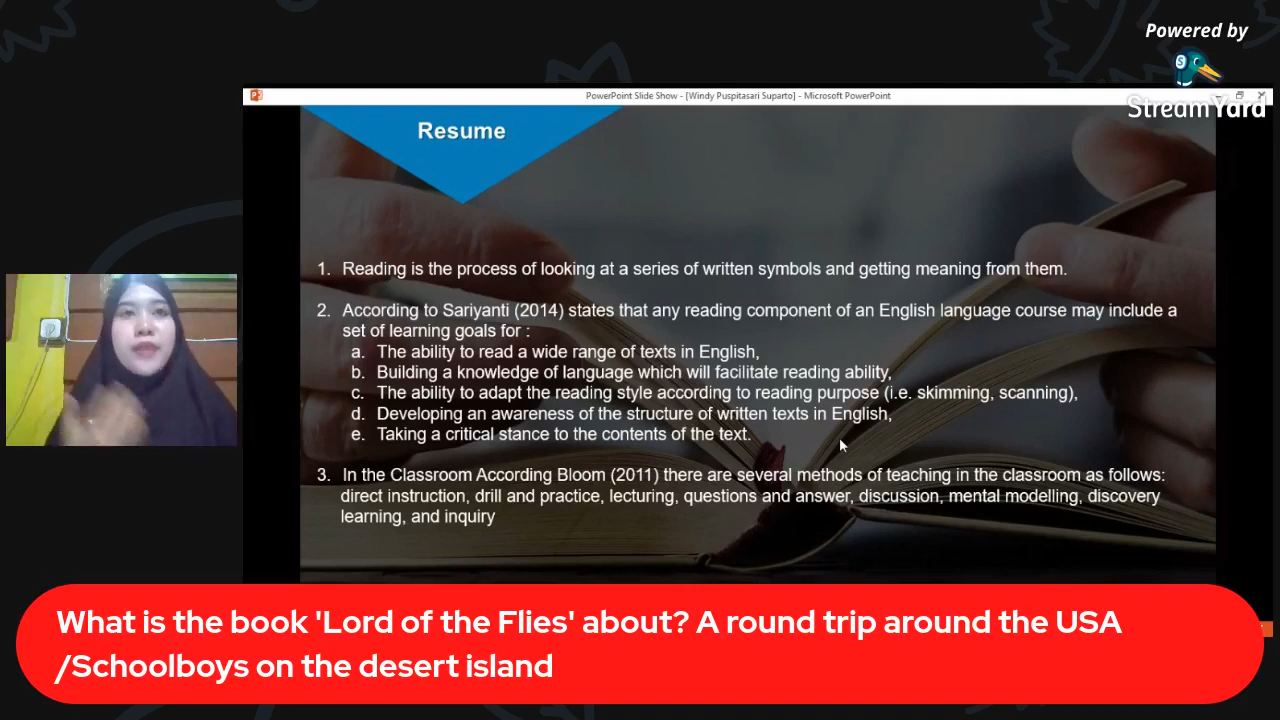 Powered by
StreamYard
PowerPoint Slide Show - [Windy Puspitasari Suparto] - Microsoft PowerPoint
Resume
1. Reading is the process of looking at a series of written symbols and getting meaning from them.
2. According to Sariyanti (2014) states that any reading component of an English language course may include a
set of learning goals for :
a. The ability to read a wide range of texts in English,
b. Building a knowledge of language which will facilitate reading ability,
c. The ability to adapt the reading style according to reading purpose (i.e. skimming, scanning),
d. Developing an awareness of the structure of written texts in English,
e. Taking a critical stance to the contents of the text.
3. In the Classroom According Bloom (2011) there are several methods of teaching in the classroom as follows:
direct instruction, drill and practice, lecturing, questions and answer, discussion, mental modelling, discovery
learning, and inquiry
What is the book 'Lord of the Flies' about? A round trip around the USA
/Schoolboys on the desert island